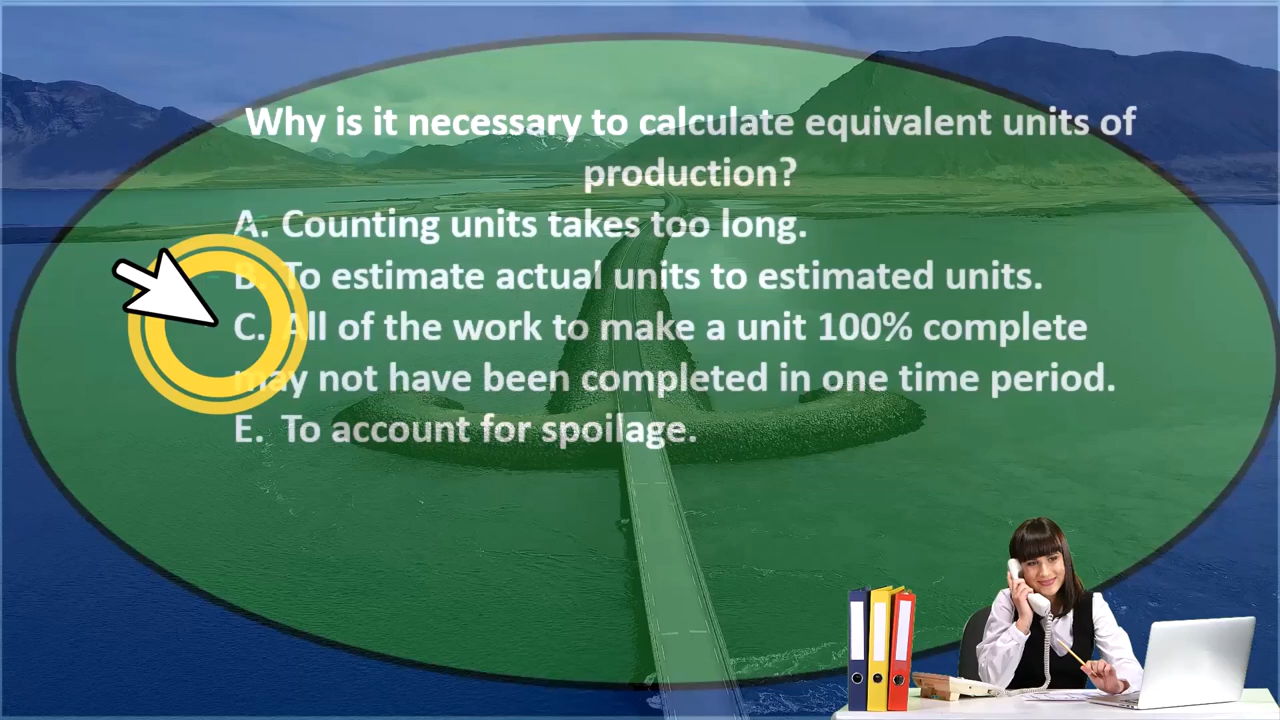 Why is it necessary to calculate equivalent units of
production?
A. Counting units takes too long.
B. To estimate actual units to estimated units.
C. All of the work to make a unit 100% complete
may not have been completed in one time period.
E. To account for spoilage.